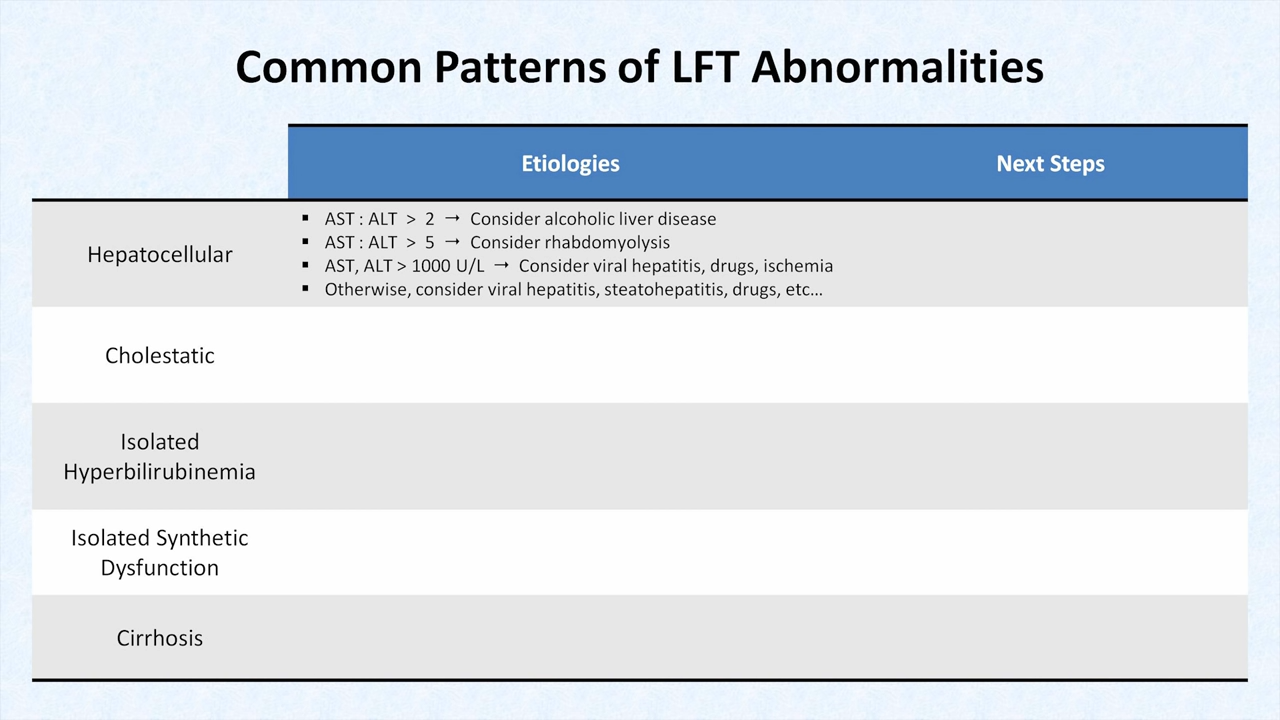 Common Patterns of LFT Abnormalities
Etiologies
Next Steps
Hepatocellular
▪ AST : ALT > 2 → Consider alcoholic liver disease
▪ AST : ALT > 5 → Consider rhabdomyolysis
▪ AST, ALT > 1000 U/L → Consider viral hepatitis, drugs, ischemia
▪ Otherwise, consider viral hepatitis, steatohepatitis, drugs, etc…
Cholestatic
Isolated
Hyperbilirubinemia
Isolated Synthetic
Dysfunction
Cirrhosis